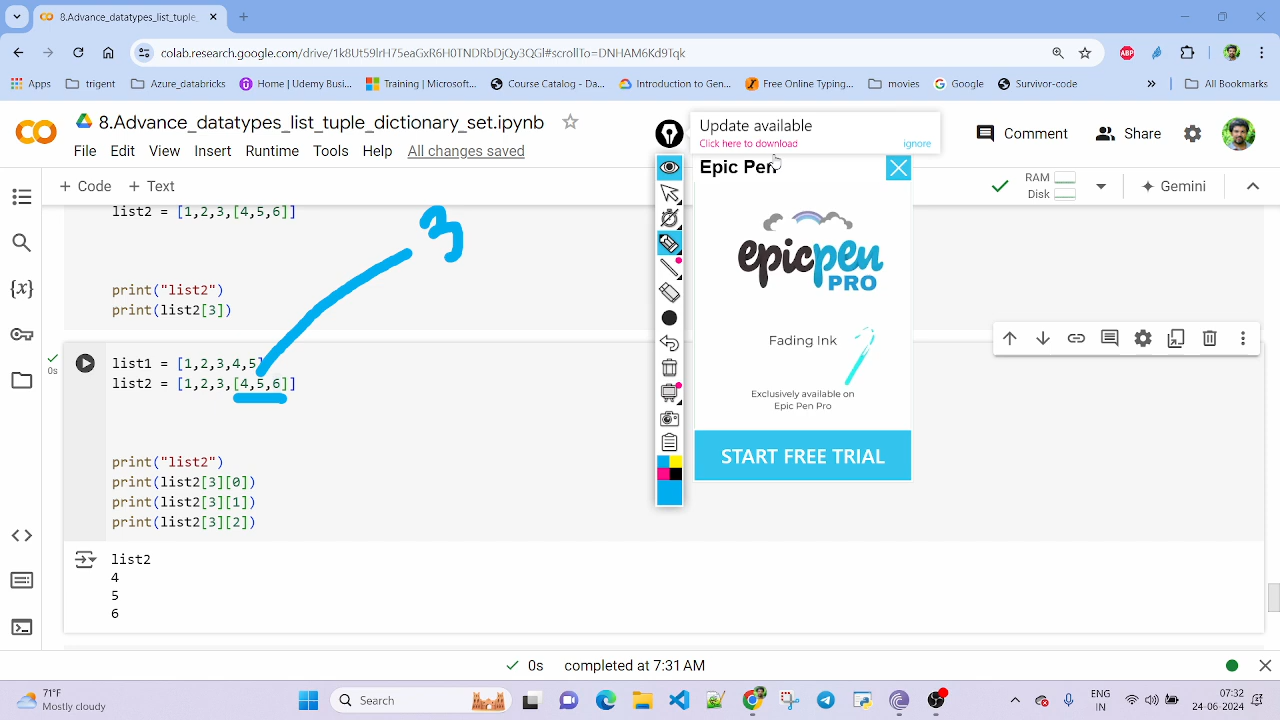 8.Advance_datatypes_list_tuple_
colab.research.google.com/drive/1k8Ut59lrH75eaGxR6H0TNDRbDjQy3QGl#scrollTo=DNHAM6Kd9Tqk
ABP
Apps
trigent
Azuredatabricks
Home | Udemy Busi...
Training | Microsoft...
Course Catalog - Da...
Introduction to Gen...
Free Online Typing...
movies
Google
Survivor-code
»
All Bookmarks
8.Advance_datatypes_list_tuple_dictionary_set.ipynb
File Edit View Insert Runtime Tools Help All changes saved
Update available
Click here to download
ignore
Comment
Share
+ Code + Text
Epic Pen
RAM
Disk
Gemini
list2 = [1,2,3,[4,5,6]]
3
print("list2")
print(list2[3])
epicpen
PRO
Fading Ink
Exclusively available on
Epic Pen Pro
START FREE TRIAL
0s
list1 = [1,2,3,4,5]
list2 = [1,2,3,[4,5,6]]
print("list2")
print(list2[3][0])
print(list2[3][1])
print(list2[3][2])
list2
4
5
6
{x}
0s completed at 7:31 AM
71°F
Mostly cloudy
Search
ENG
IN
07:32
24-06-2024